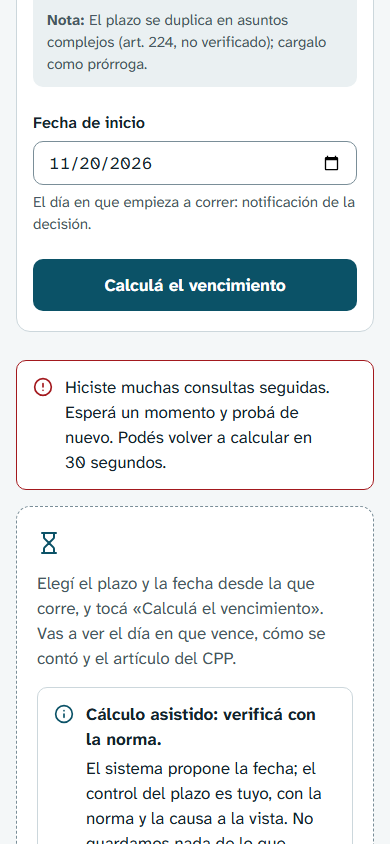 Nota: El plazo se duplica en asuntos
complejos (art. 224, no verificado); cargalo
como prórroga.
Fecha de inicio
11/20/2026
El día en que empieza a correr: notificación de la
decisión.
Calculá el vencimiento
Hiciste muchas consultas seguidas.
Esperá un momento y probá de
nuevo. Podés volver a calcular en
30 segundos.
Elegí el plazo y la fecha desde la que
corre, y tocá «Calculá el vencimiento».
Vas a ver el día en que vence, cómo se
contó y el artículo del CPP.
Cálculo asistido: verificá con
la norma.
El sistema propone la fecha; el
control del plazo es tuyo, con la
norma y la causa a la vista. No
guardamos nada de lo que